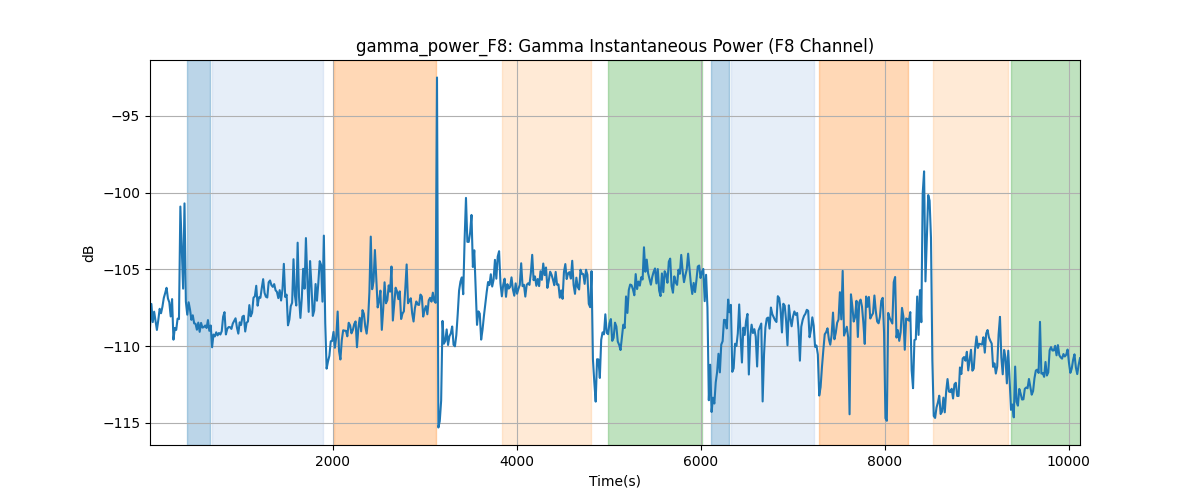 gamma_power_F8: Gamma Instantaneous Power (F8 Channel)
−95
−100
−105
−110
−115
dB
2000 4000 6000 8000 10000
Time(s)